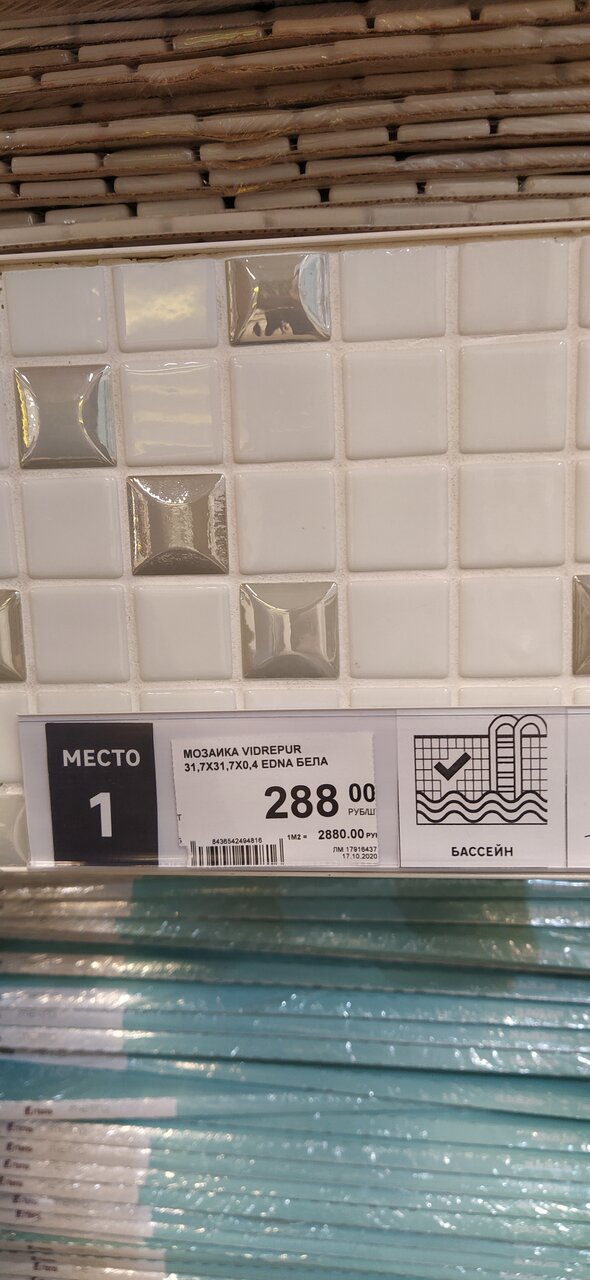 МЕСТО
1
МОЗАИКА VIDREPUR
31,7X31,7X0,4 EDNA БЕЛА
288 00
РУБ/Ш
1М2 = 2880.00 РУ
8436542494816
ЛМ 17916437
17.10.2020
БАССЕЙН